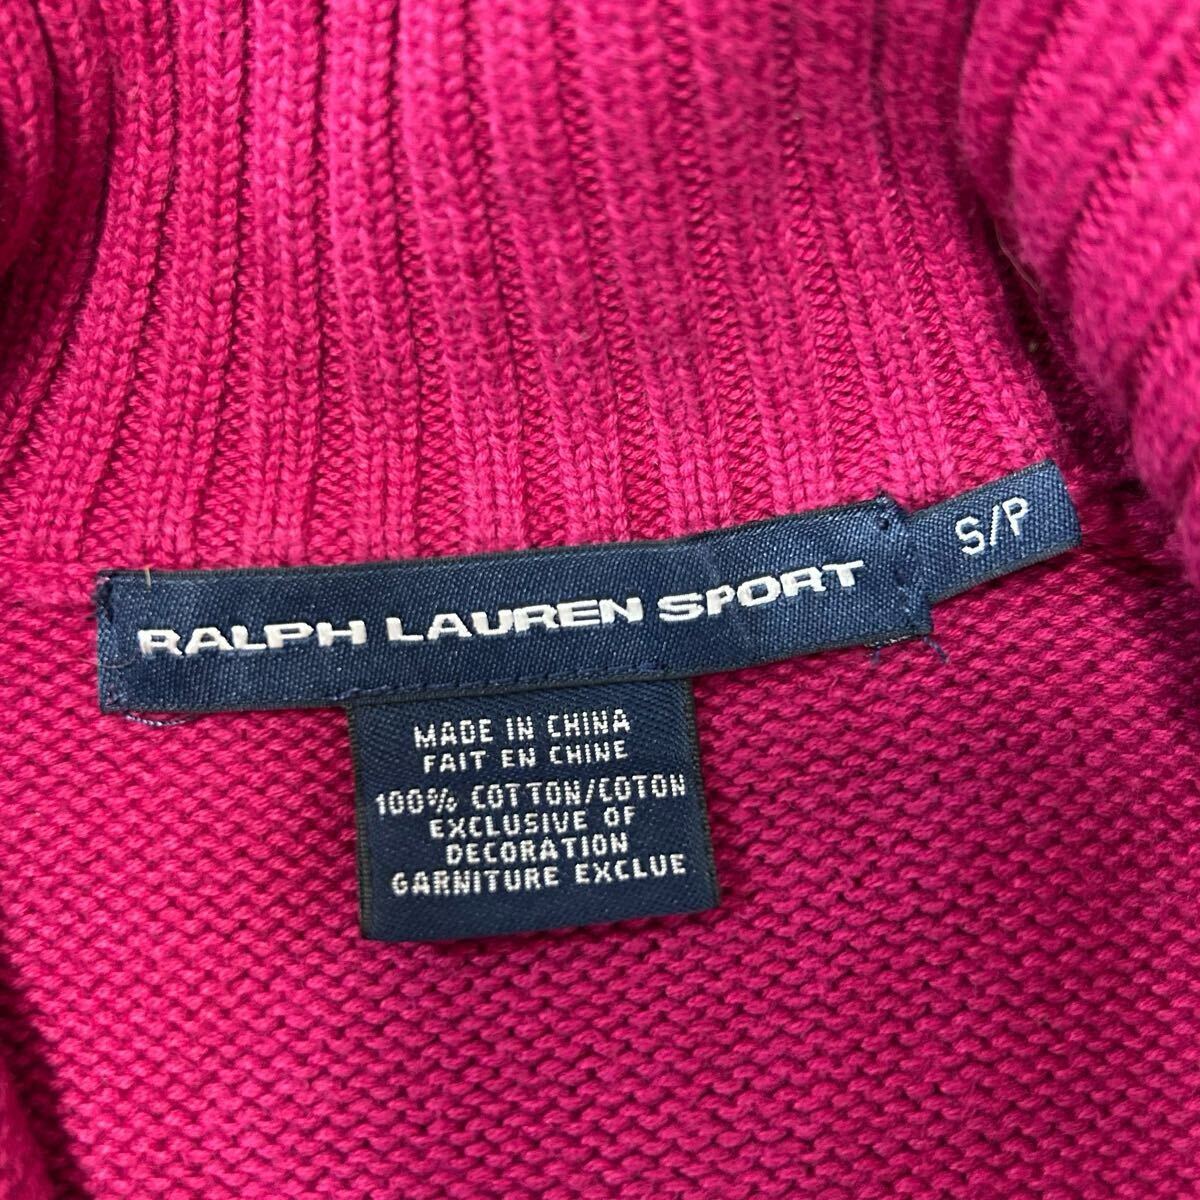 RALPH LAUREN SPORT
S/P
MADE IN CHINA
FAIT EN CHINE
100% COTTON/COTON
EXCLUSIVE OF
DECORATION
GARNITURE EXCLUE